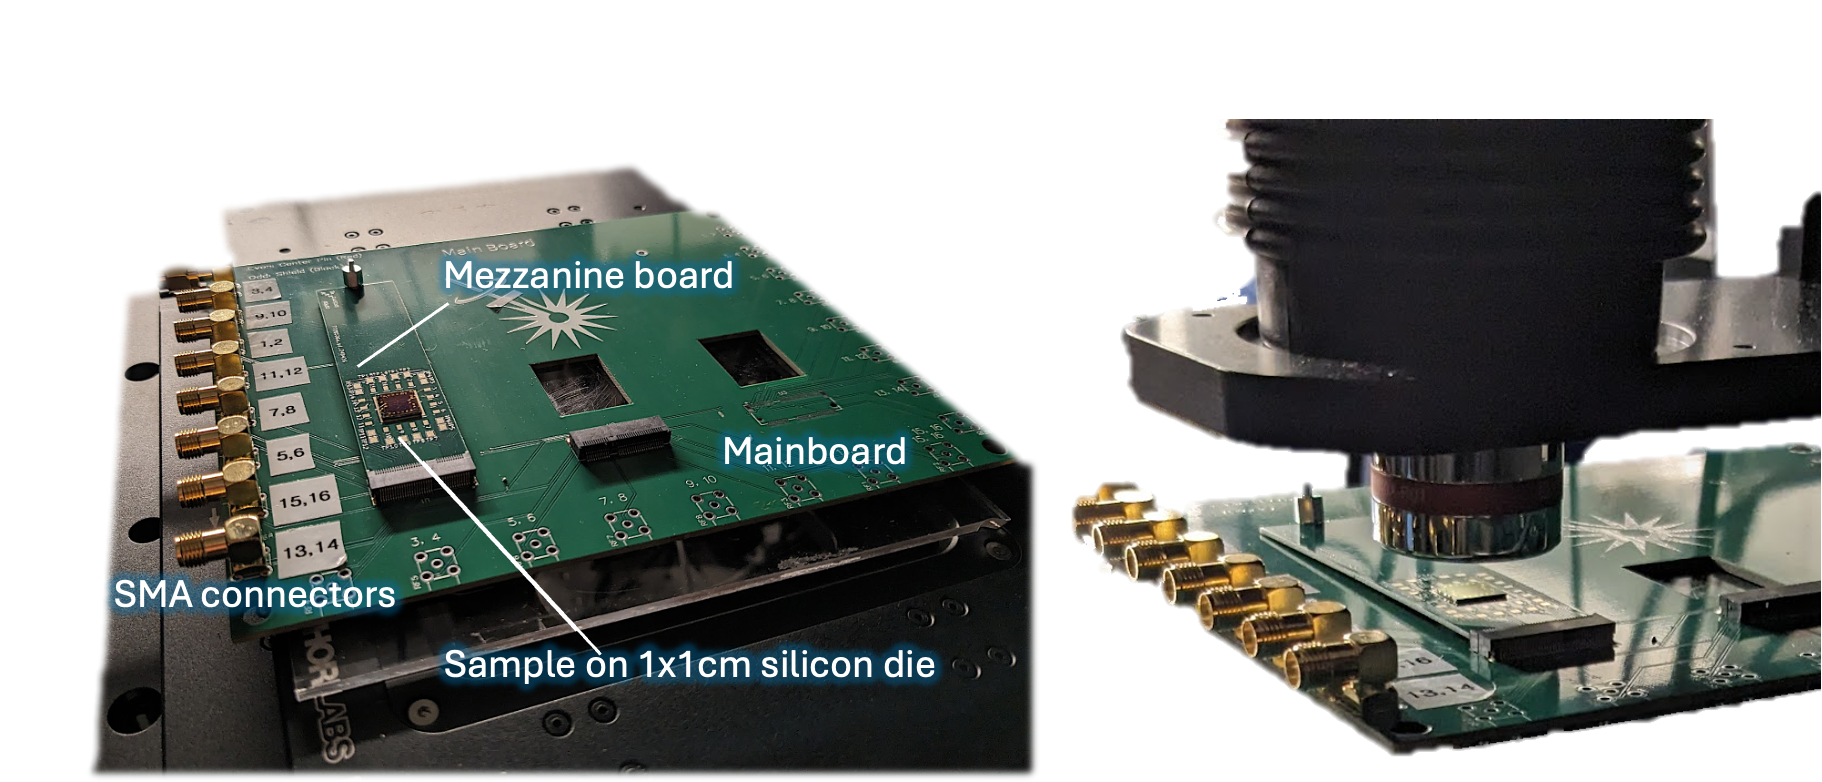 Main Board
Even: Center Pin (Red)
Odd: Shield (Black)
Mezzanine board
3,4
9,10
1,2
11,12
7,8
5,6
15,16
13,14
Mainboard
3, 4
5, 6
7, 8
9, 10
13, 14
SMA connectors
Sample on 1x1cm silicon die
THORLABS
16
13,14